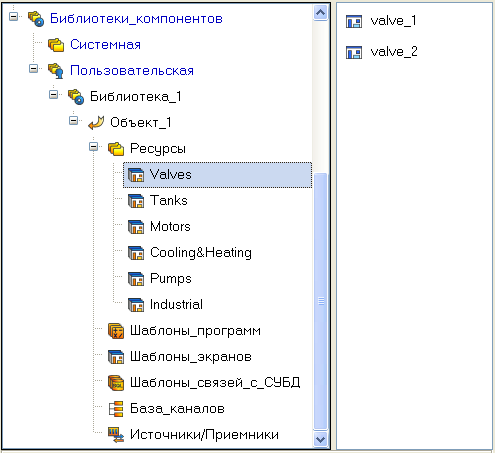 Библиотеки_компонентов
Системная
Пользовательская
Библиотека_1
Объект_1
Ресурсы
Valves
Tanks
Motors
Cooling&Heating
Pumps
Industrial
Шаблоны_программ
Шаблоны_экранов
Шаблоны_связей_с_СУБД
База_каналов
Источники/Приемники
valve_1
valve_2